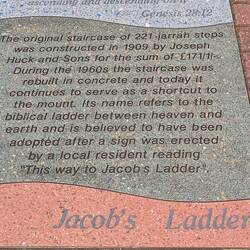 ascending and descending on it
Genesis 28:12
The original staircase of 221 jarrah steps
was constructed in 1909 by Joseph
Huck and Sons for the sum of £171/1/-.
During the 1960s the staircase was
rebuilt in concrete and today it
continues to serve as a shortcut to
the mount. Its name refers to the
biblical ladder between heaven and
earth and is believed to have been
adopted after a sign was erected
by a local resident reading
"This way to Jacob's Ladder".
Jacob's Ladder